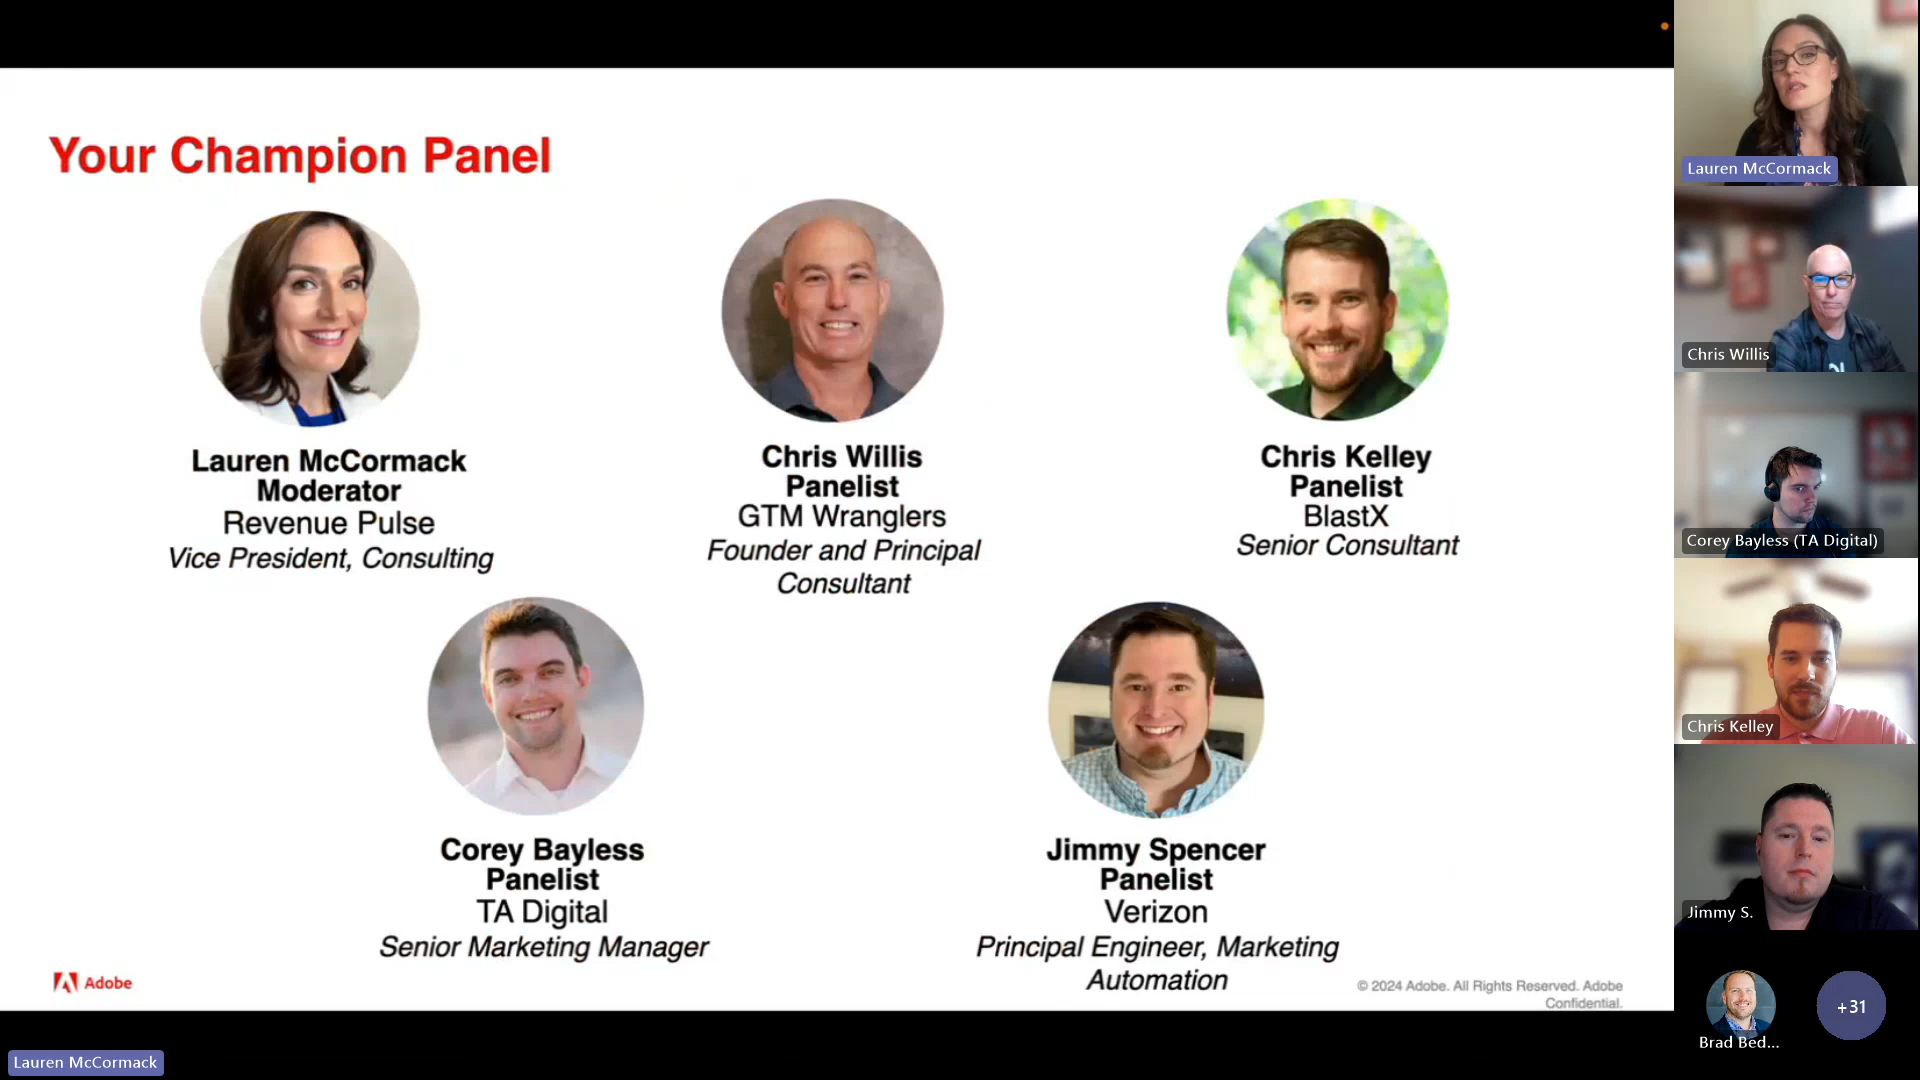 Your Champion Panel
Lauren McCormack
Moderator
Revenue Pulse
Vice President, Consulting
Chris Willis
Panelist
GTM Wranglers
Founder and Principal
Consultant
Chris Kelley
Panelist
BlastX
Senior Consultant
Corey Bayless
Panelist
TA Digital
Senior Marketing Manager
Jimmy Spencer
Panelist
Verizon
Principal Engineer, Marketing
Automation
Adobe
© 2024 Adobe. All Rights Reserved. Adobe
Confidential.
Lauren McCormack
Lauren McCormack
Chris Willis
Corey Bayless (TA Digital)
Chris Kelley
Jimmy S.
Brad Bed...
+31